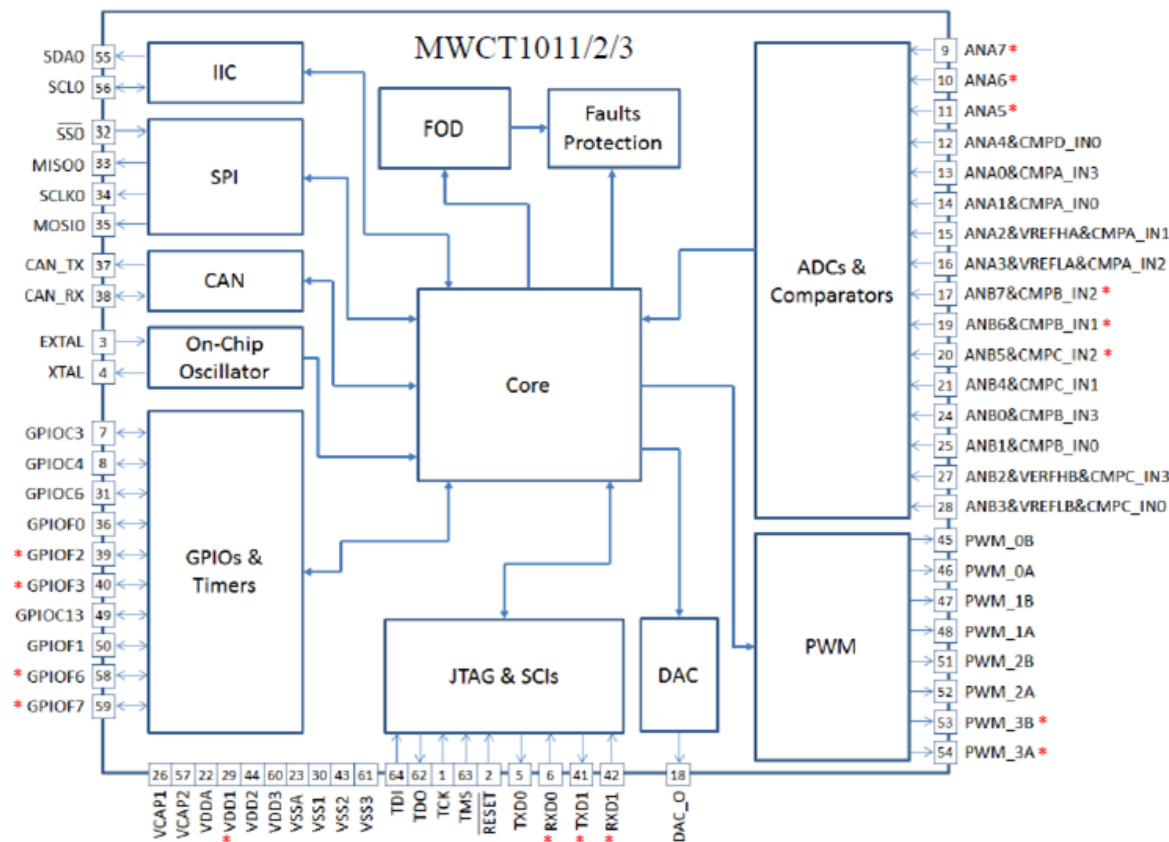 MWCT1011/2/3
SDA0 55
SCL0 56
SS0 32
MISO0 33
SCLK0 34
MOSI0 35
CAN_TX 37
CAN_RX 38
EXTAL 3
XTAL 4
GPIOC3 7
GPIOC4 8
GPIOC6 31
GPIOF0 36
* GPIOF2 39
* GPIOF3 40
GPIOC13 49
GPIOF1 50
* GPIOF6 58
* GPIOF7 59
IIC
SPI
CAN
On-Chip
Oscillator
GPIOs &
Timers
FOD
Faults
Protection
Core
JTAG & SCIs
DAC
ADCs &
Comparators
PWM
9 ANA7 *
10 ANA6 *
11 ANA5 *
12 ANA4&CMPD_IN0
13 ANA0&CMPA_IN3
14 ANA1&CMPA_IN0
15 ANA2&VREFHA&CMPA_IN1
16 ANA3&VREFLA&CMPA_IN2
17 ANB7&CMPB_IN2 *
19 ANB6&CMPB_IN1 *
20 ANB5&CMPC_IN2 *
21 ANB4&CMPC_IN1
24 ANB0&CMPB_IN3
25 ANB1&CMPB_IN0
27 ANB2&VERFHB&CMPC_IN3
28 ANB3&VREFLB&CMPC_IN0
45 PWM_0B
46 PWM_0A
47 PWM_1B
48 PWM_1A
51 PWM_2B
52 PWM_2A
53 PWM_3B *
54 PWM_3A *
26 VCAP1
57 VCAP2
22 VDDA
29 * VDD1
44 VDD2
60 VDD3
23 VSSA
30 VSS1
43 VSS2
61 VSS3
64 TDI
62 TDO
1 TCK
63 TMS
2 RESET
5 TXD0
6 * RXD0
41 * TXD1
42 * RXD1
18 DAC_O